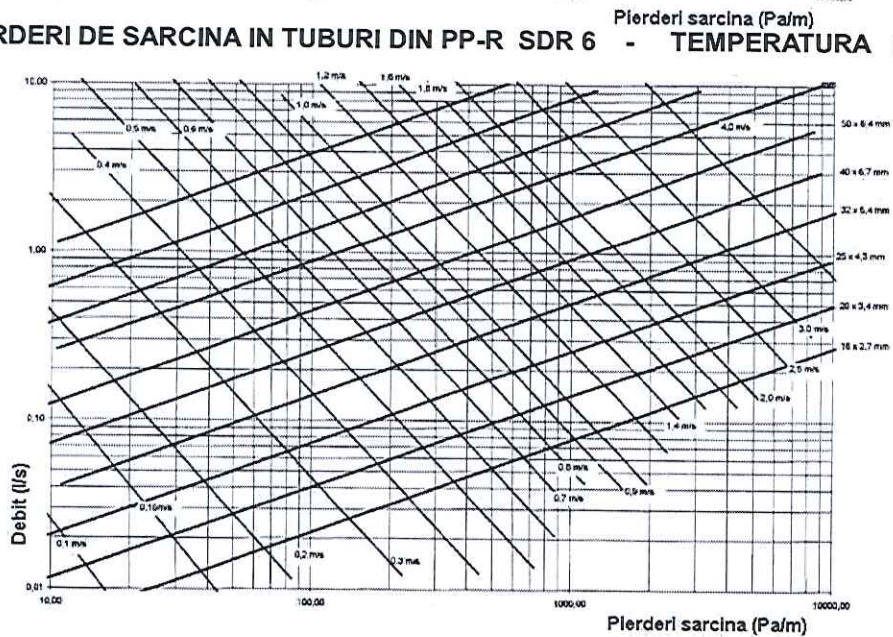 Pierderi sarcina (Pa/m)
RDERI DE SARCINA IN TUBURI DIN PP-R SDR 6 - TEMPERATURA
10,00
1,00
0,10
0,01
Debit (l/s)
0,5 m/s
0,6 m/s
0,4 m/s
1,0 m/s
1,2 m/s
1,6 m/s
1,8 m/s
4,0 m/s
50 x 8,4 mm
40 x 6,7 mm
32 x 5,4 mm
25 x 4,3 mm
20 x 3,4 mm
16 x 2,7 mm
3,0 m/s
2,5 m/s
2,0 m/s
1,4 m/s
0,8 m/s
0,9 m/s
0,7 m/s
0,3 m/s
0,2 m/s
0,15m/s
0,1 m/s
10,00
100,00
1000,00
10000,00
Pierderi sarcina (Pa/m)